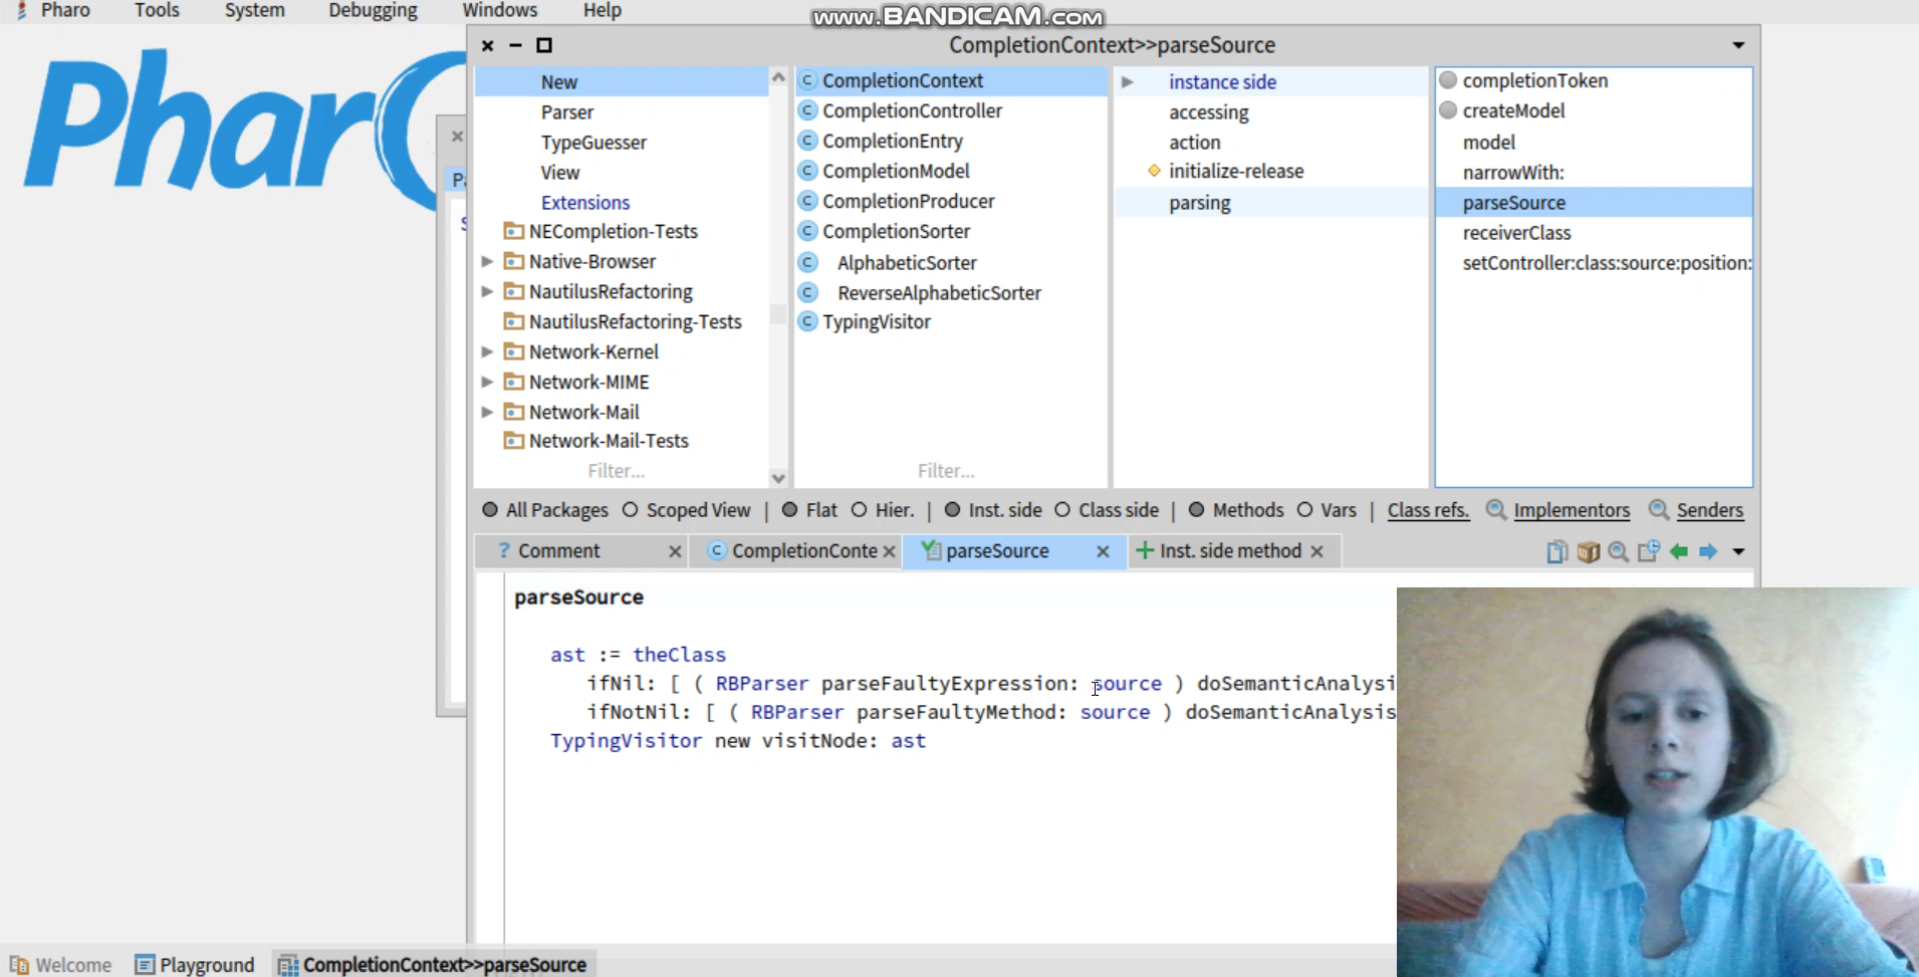 Pharo Tools System Debugging Windows Help
www.BANDICAM.com
Pharo
CompletionContext>>parseSource
New
Parser
TypeGuesser
View
Extensions
NECompletion-Tests
Native-Browser
NautilusRefactoring
NautilusRefactoring-Tests
Network-Kernel
Network-MIME
Network-Mail
Network-Mail-Tests
Filter...
CompletionContext
CompletionController
CompletionEntry
CompletionModel
CompletionProducer
CompletionSorter
AlphabeticSorter
ReverseAlphabeticSorter
TypingVisitor
Filter...
instance side
accessing
action
initialize-release
parsing
completionToken
createModel
model
narrowWith:
parseSource
receiverClass
setController:class:source:position:
All Packages Scoped View | Flat Hier. | Inst. side Class side | Methods Vars | Class refs. Implementors Senders
? Comment CompletionConte parseSource Inst. side method
parseSource
ast := theClass
ifNil: [ ( RBParser parseFaultyExpression: source ) doSemanticAnalysi
ifNotNil: [ ( RBParser parseFaultyMethod: source ) doSemanticAnalysis
TypingVisitor new visitNode: ast
Welcome Playground CompletionContext>>parseSource